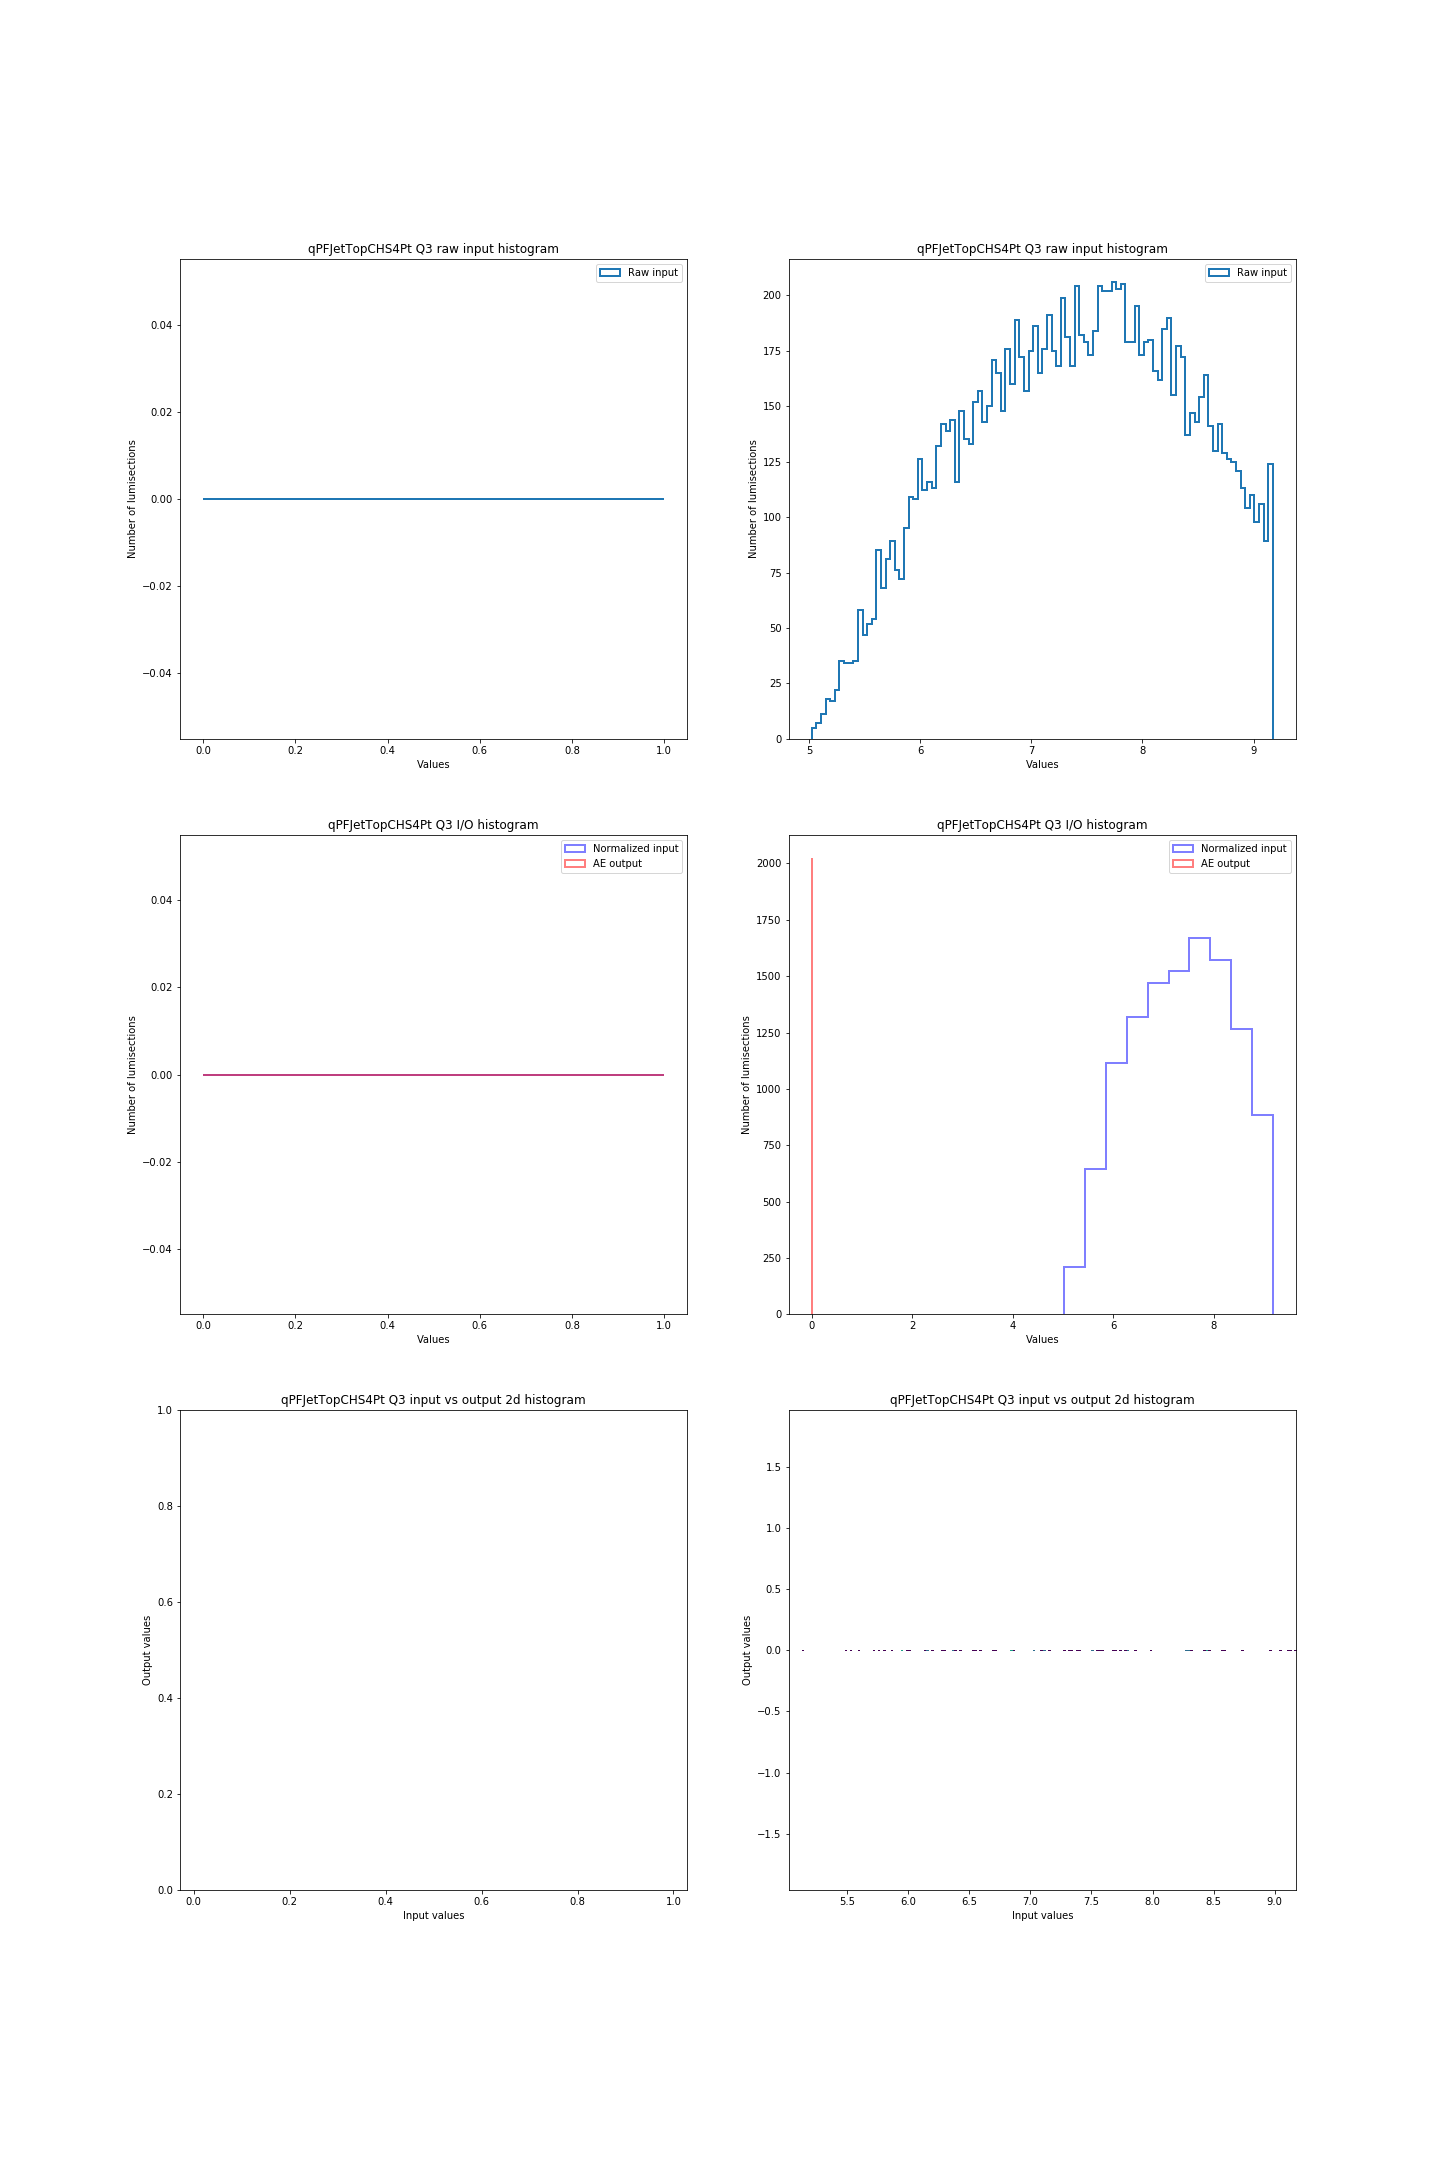 qPFJetTopCHS4Pt Q3 raw input histogram
Raw input
0.04
0.02
0.00
−0.02
−0.04
Number of lumisections
0.0 0.2 0.4 0.6 0.8 1.0
Values
qPFJetTopCHS4Pt Q3 raw input histogram
Raw input
200
175
150
125
100
75
50
25
0
Number of lumisections
5 6 7 8 9
Values
qPFJetTopCHS4Pt Q3 I/O histogram
Normalized input
AE output
0.04
0.02
0.00
−0.02
−0.04
Number of lumisections
0.0 0.2 0.4 0.6 0.8 1.0
Values
qPFJetTopCHS4Pt Q3 I/O histogram
Normalized input
AE output
2000
1750
1500
1250
1000
750
500
250
0
Number of lumisections
0 2 4 6 8
Values
qPFJetTopCHS4Pt Q3 input vs output 2d histogram
1.0
0.8
0.6
0.4
0.2
0.0
Output values
0.0 0.2 0.4 0.6 0.8 1.0
Input values
qPFJetTopCHS4Pt Q3 input vs output 2d histogram
1.5
1.0
0.5
0.0
−0.5
−1.0
−1.5
Output values
5.5 6.0 6.5 7.0 7.5 8.0 8.5 9.0
Input values